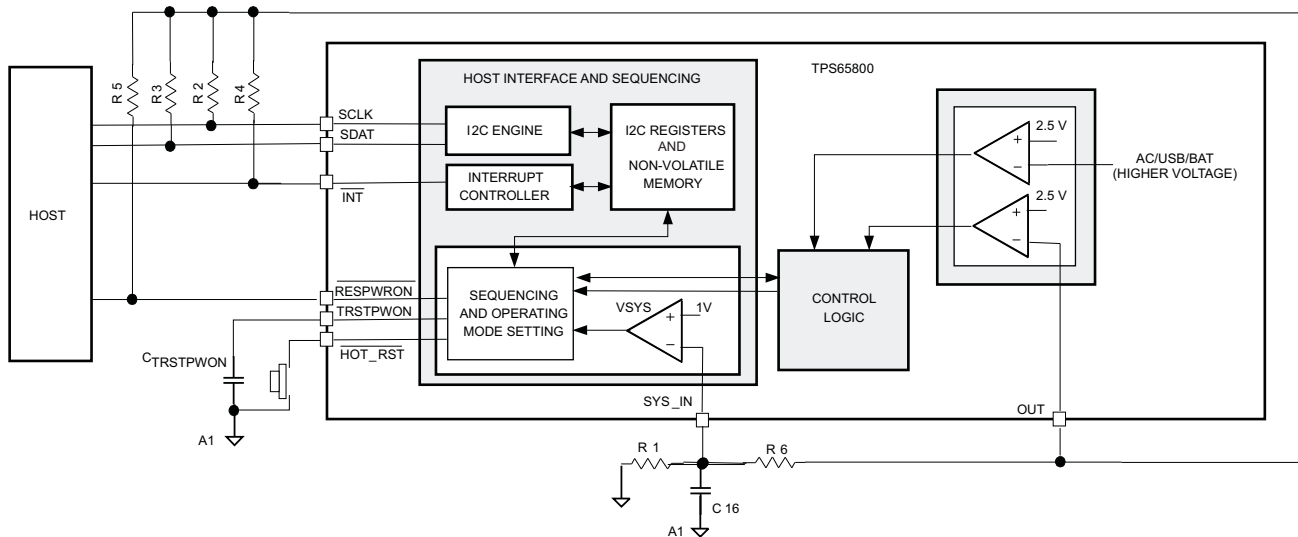 TPS65800
HOST INTERFACE AND SEQUENCING
R 5
R 3
R 2
R 4
SCLK
SDAT
I2C ENGINE
I2C REGISTERS
AND
NON-VOLATILE
MEMORY
2.5 V
+
−
AC/USB/BAT
(HIGHER VOLTAGE)
INTERRUPT
CONTROLLER
INT
2.5 V
+
−
HOST
RESPWRON
TRSTPWON
HOT_RST
SEQUENCING
AND OPERATING
MODE SETTING
VSYS
1V
+
−
CONTROL
LOGIC
CTRSTPWON
A1
SYS_IN
OUT
R 1
R 6
C 16
A1